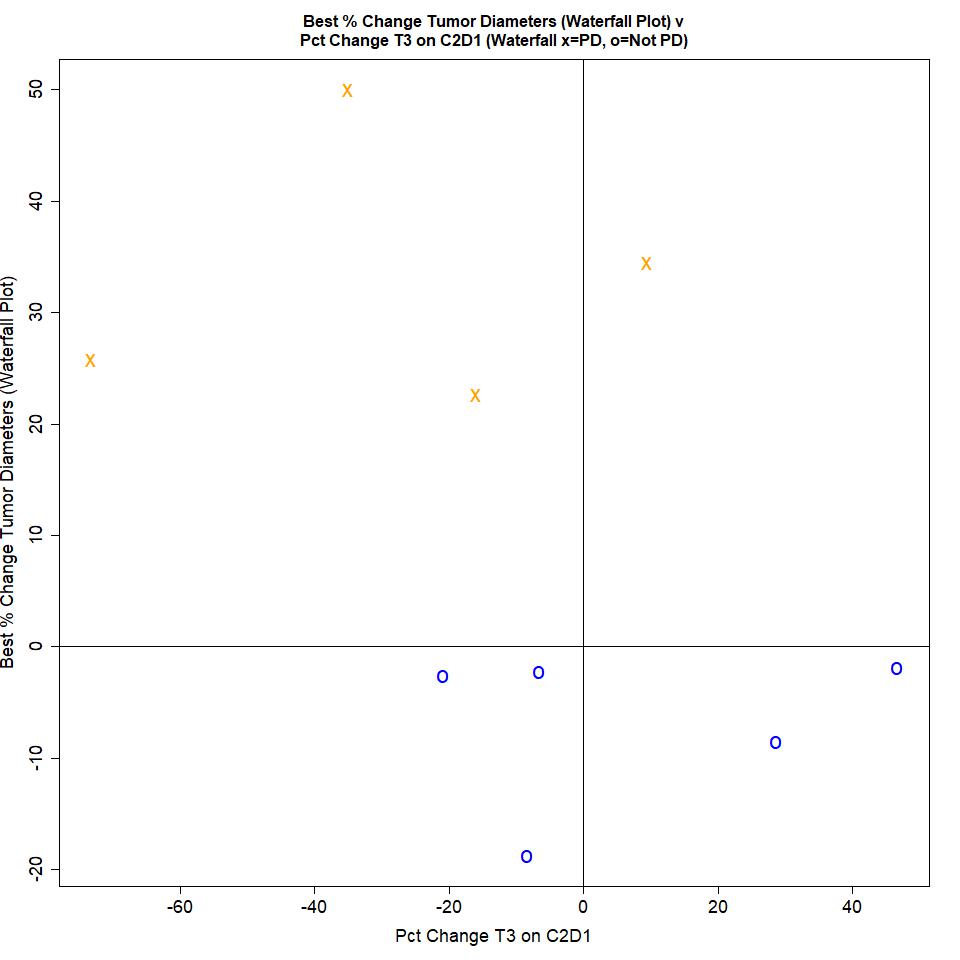 Best % Change Tumor Diameters (Waterfall Plot) v
Pct Change T3 on C2D1 (Waterfall x=PD, o=Not PD)
Best % Change Tumor Diameters (Waterfall Plot)
50
40
30
20
10
0
-10
-20
X
X
X
X
O
O
O
O
O
-60
-40
-20
0
20
40
Pct Change T3 on C2D1